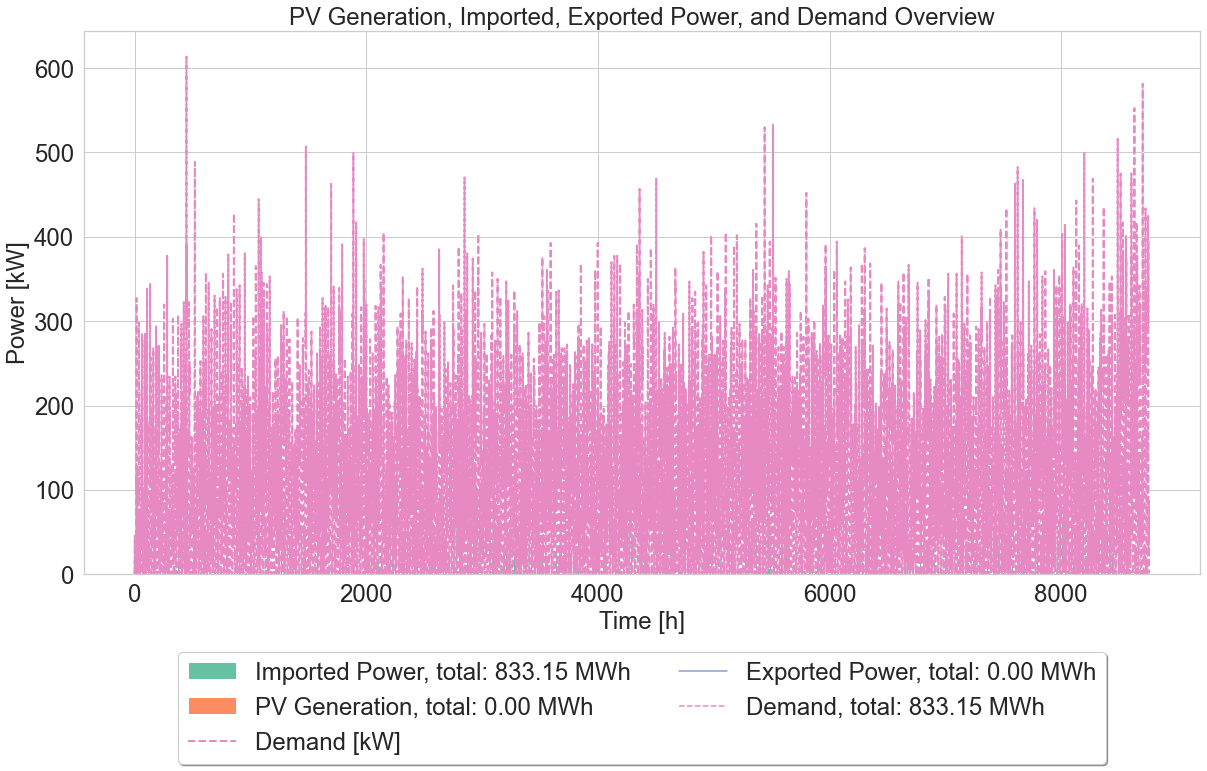 PV Generation, Imported, Exported Power, and Demand Overview
600
500
400
300
200
100
0
Power [kW]
0 2000 4000 6000 8000
Time [h]
Imported Power, total: 833.15 MWh
PV Generation, total: 0.00 MWh
Demand [kW]
Exported Power, total: 0.00 MWh
Demand, total: 833.15 MWh